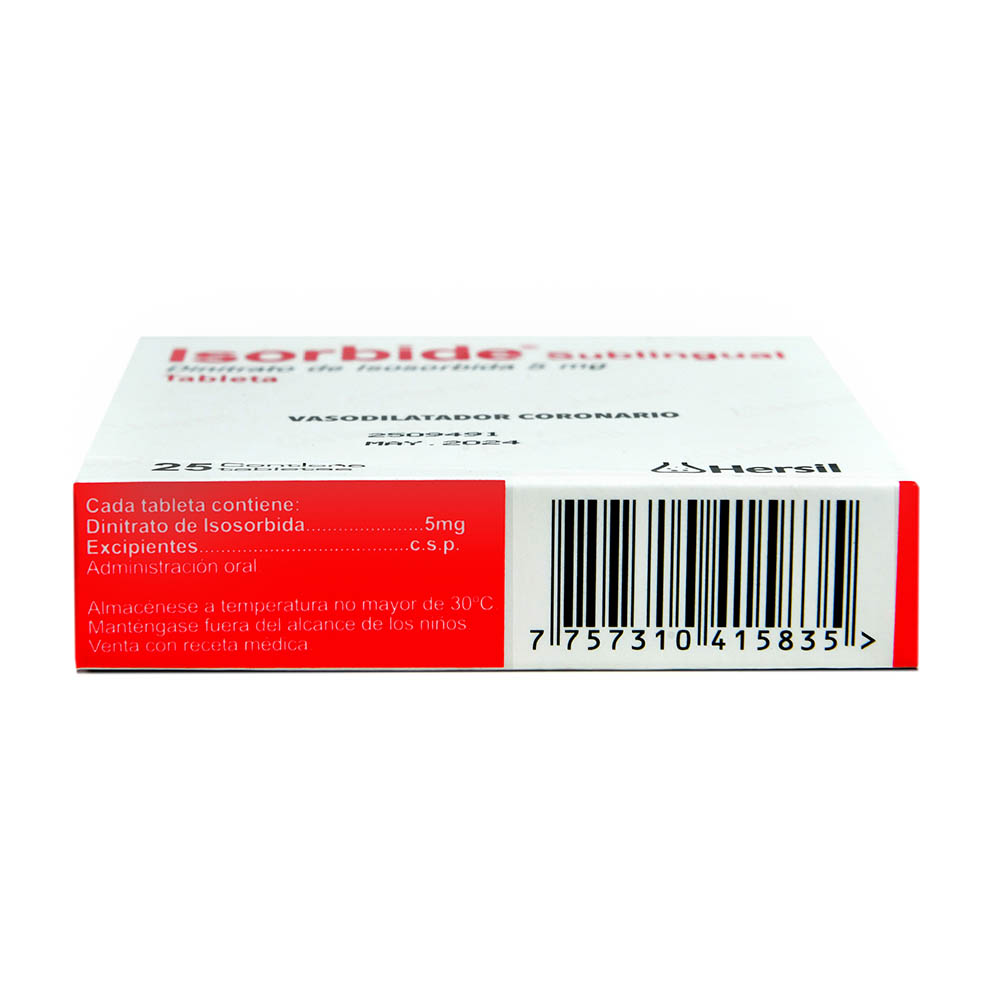 Isorbide® Sublingual
Dinitrato de Isosorbida 5 mg
Tableta
VASODILATADOR CORONARIO
2509491
MAY. 2024
25 Contiene tabletas
Hersil
Cada tableta contiene:
Dinitrato de Isosorbida......................5mg
Excipientes.......................................c.s.p.
Administración oral
Almacénese a temperatura no mayor de 30°C
Manténgase fuera del alcance de los niños
Venta con receta médica
7 757310 415835 >